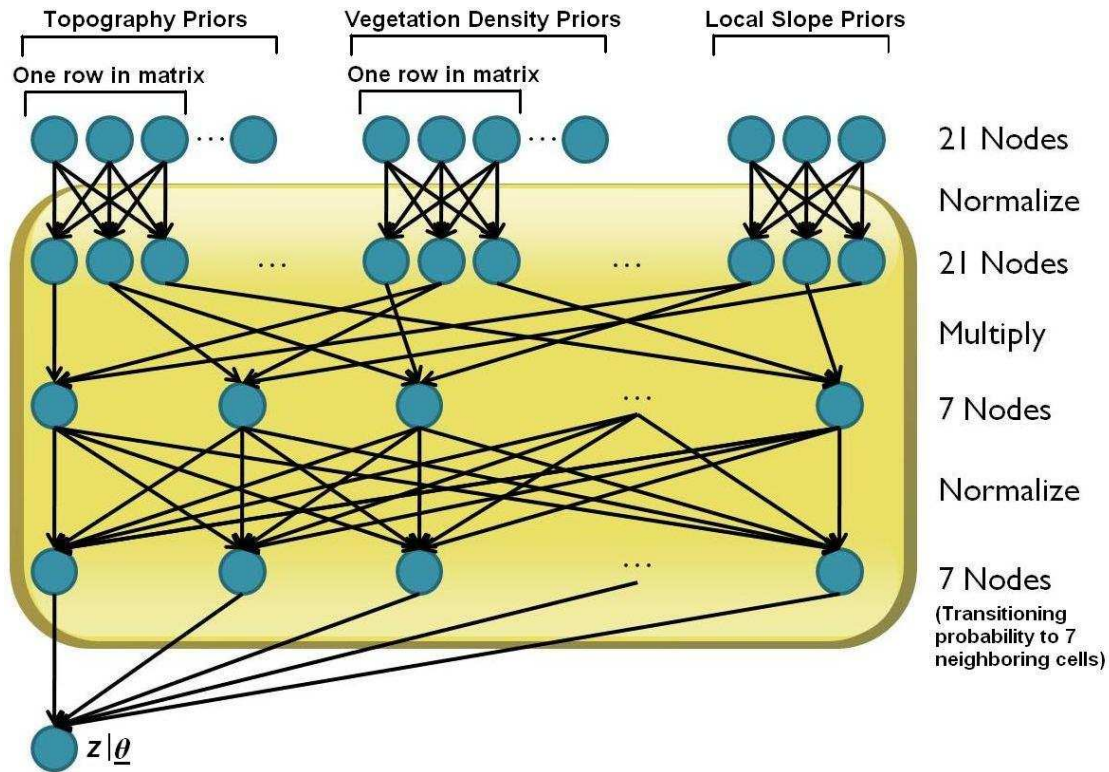 Topography Priors
Vegetation Density Priors
Local Slope Priors
One row in matrix
One row in matrix
... ...
21 Nodes
Normalize
... ...
21 Nodes
Multiply
...
7 Nodes
Normalize
...
7 Nodes
(Transitioning
probability to 7
neighboring cells)
z|θ